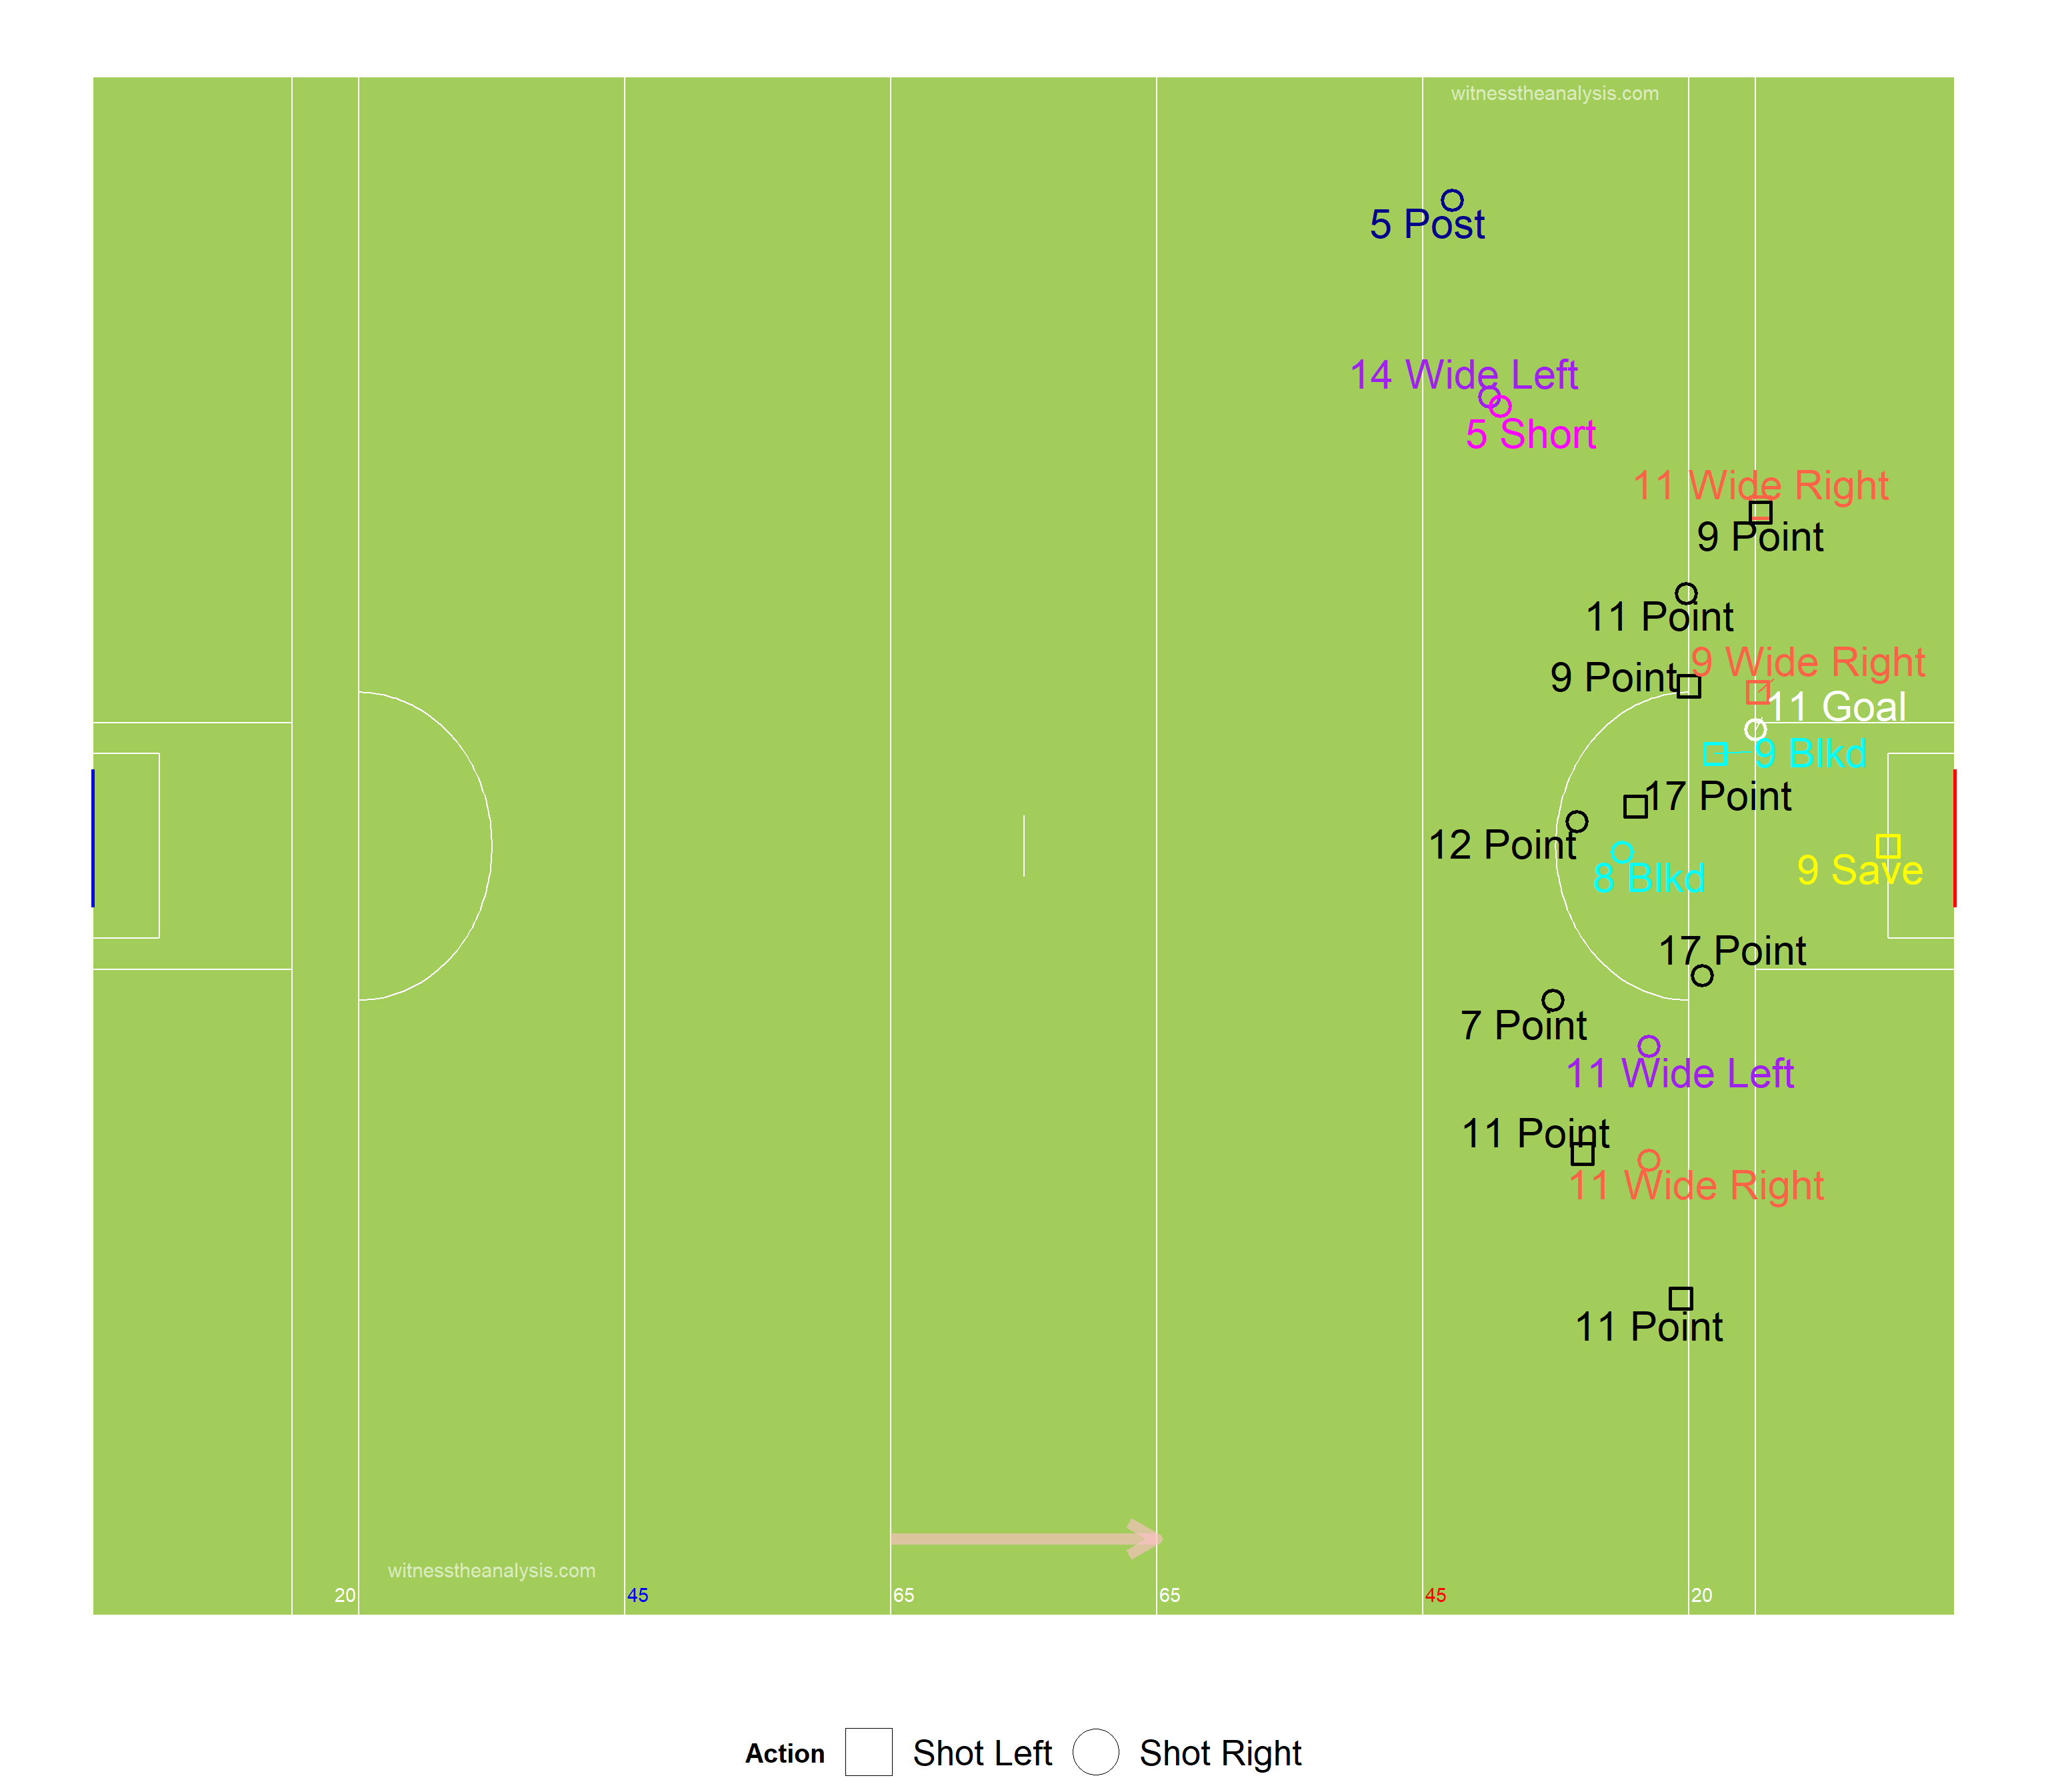 witnesstheanalysis.com
5 Post
14 Wide Left
5 Short
11 Wide Right
9 Point
11 Point
9 Wide Right
9 Point
11 Goal
9 Blkd
17 Point
12 Point
9 Save
8 Blkd
17 Point
7 Point
11 Wide Left
11 Point
11 Wide Right
11 Point
witnesstheanalysis.com
20 45 65 65 45 20
Action Shot Left Shot Right